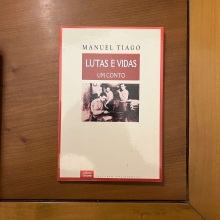 MANUEL TIAGO
LUTAS E VIDAS
UM CONTO